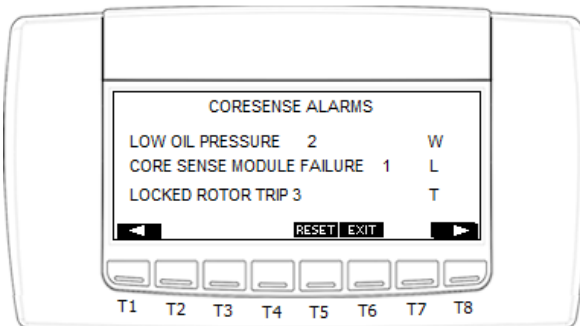 CORESENSE ALARMS
LOW OIL PRESSURE 2 W
CORE SENSE MODULE FAILURE 1 L
LOCKED ROTOR TRIP 3 T
RESET EXIT
T1 T2 T3 T4 T5 T6 T7 T8